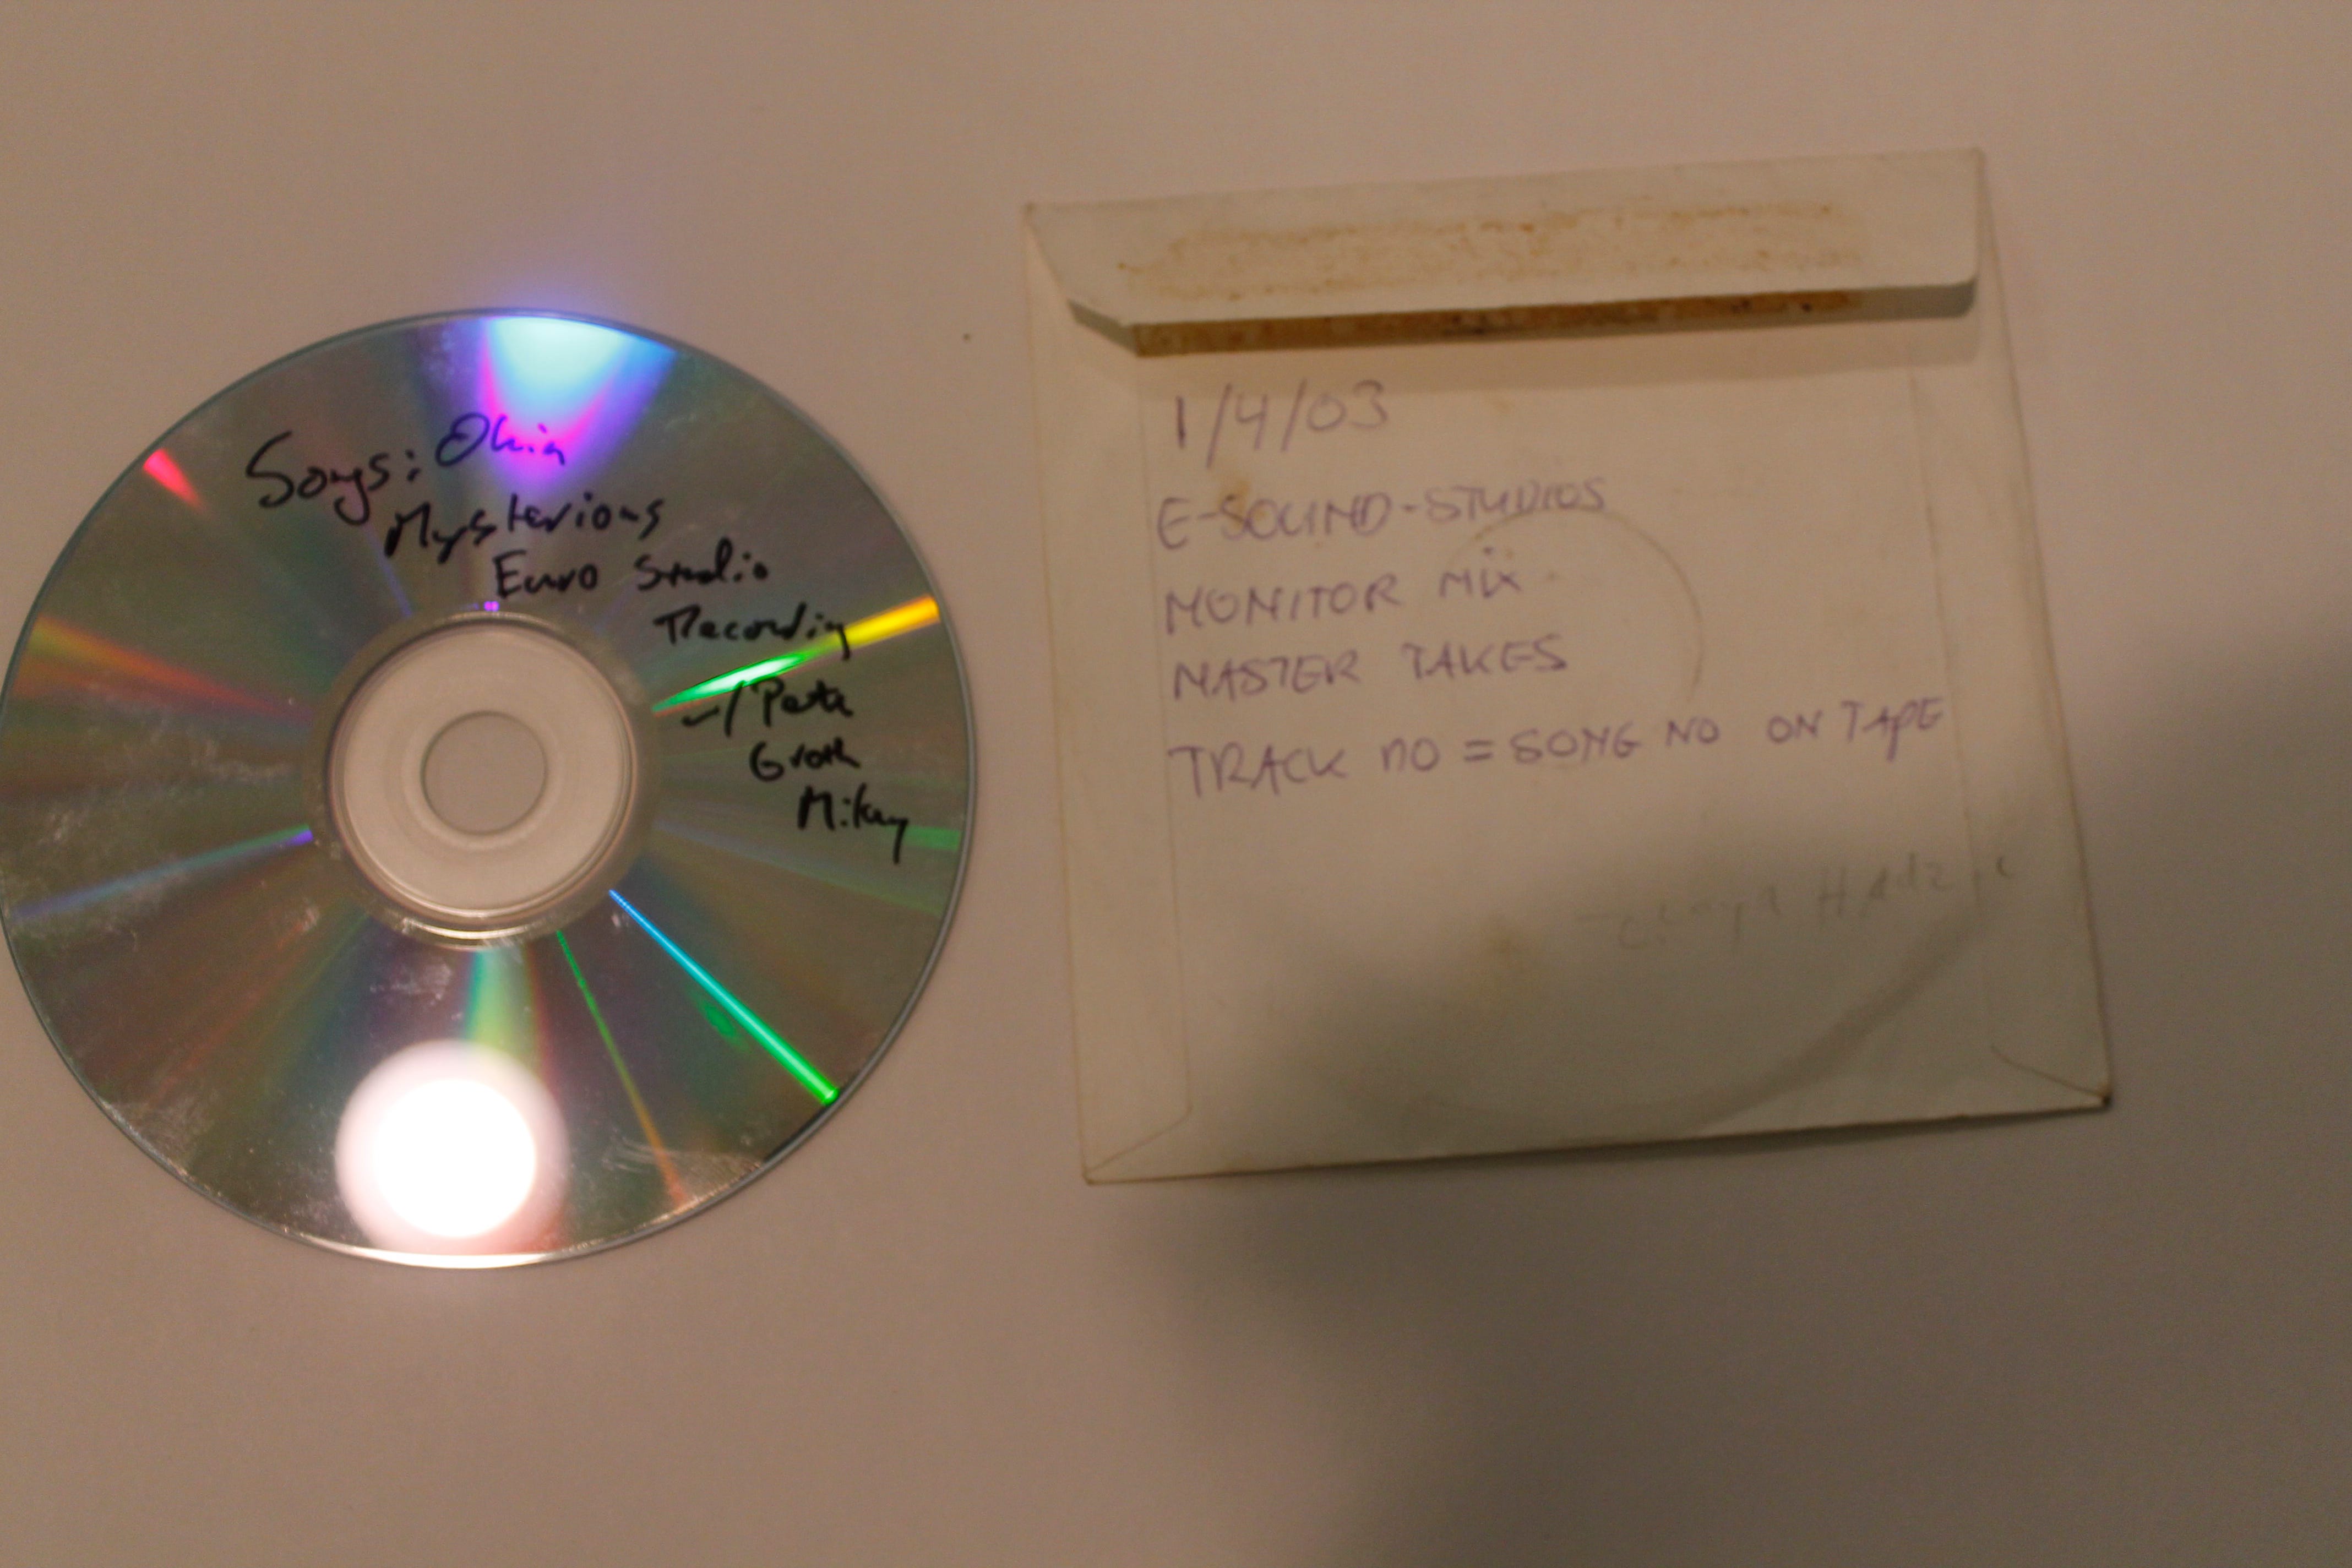 Songs: Ohia
Mysterious
Euro Studio
Recording
w/ Pete
Groth
Mikey
1/4/03
E-SOUND-STUDIOS
MONITOR MIX
MASTER TAKES
TRACK NO = SONG NO ON TAPE